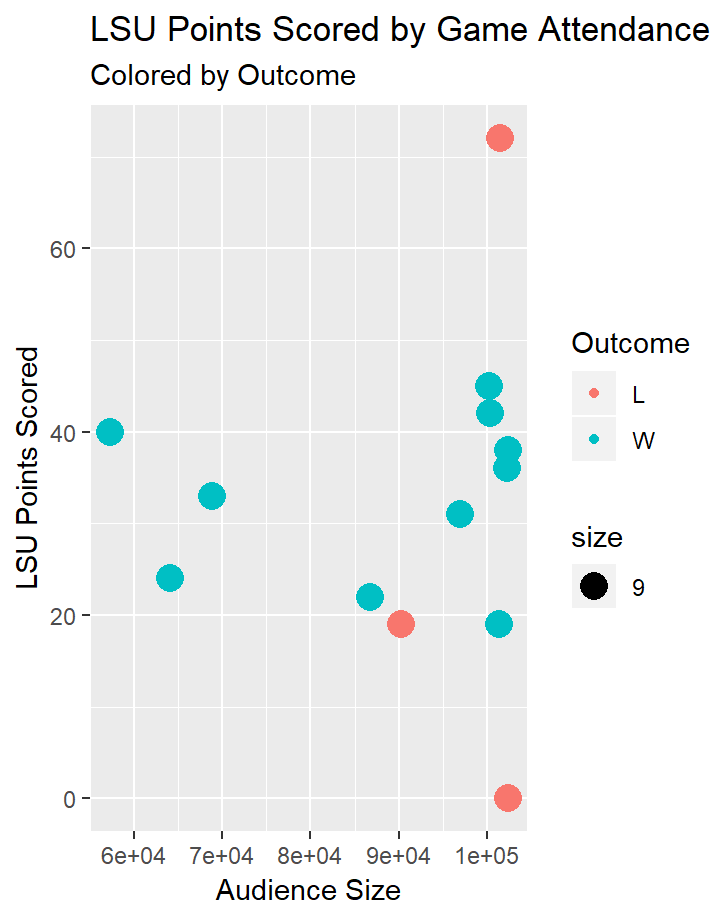 LSU Points Scored by Game Attendance
Colored by Outcome
LSU Points Scored
60
40
20
0
6e+04 7e+04 8e+04 9e+04 1e+05
Audience Size
Outcome
L
W
size
9